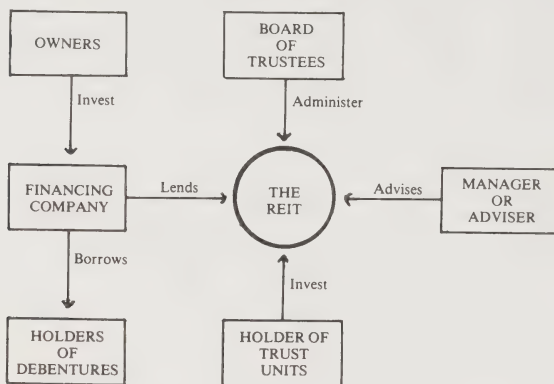 OWNERS
BOARD
OF
TRUSTEES
Invest
Administer
FINANCING
COMPANY
Lends
THE
REIT
Advises
MANAGER
OR
ADVISER
Borrows
Invest
HOLDERS
OF
DEBENTURES
HOLDER OF
TRUST
UNITS